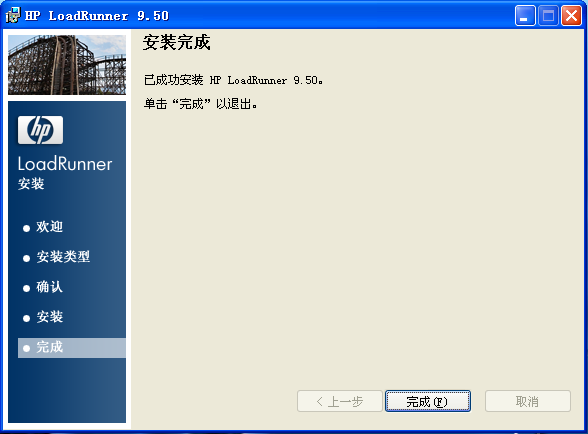 HP LoadRunner 9.50
安装完成
已成功安装 HP LoadRunner 9.50。
单击“完成”以退出。
hp
LoadRunner
安装
欢迎
安装类型
确认
安装
完成
< 上一步
完成(F)
取消